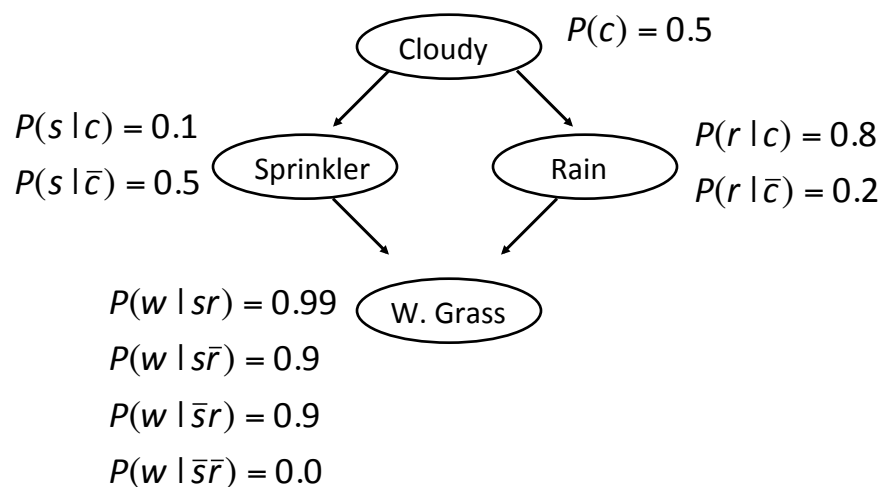 Cloudy
P(c) = 0.5
P(s | c) = 0.1
P(s | c̄) = 0.5
Sprinkler
Rain
P(r | c) = 0.8
P(r | c̄) = 0.2
W. Grass
P(w | sr) = 0.99
P(w | sr̄) = 0.9
P(w | s̄r) = 0.9
P(w | s̄r̄) = 0.0